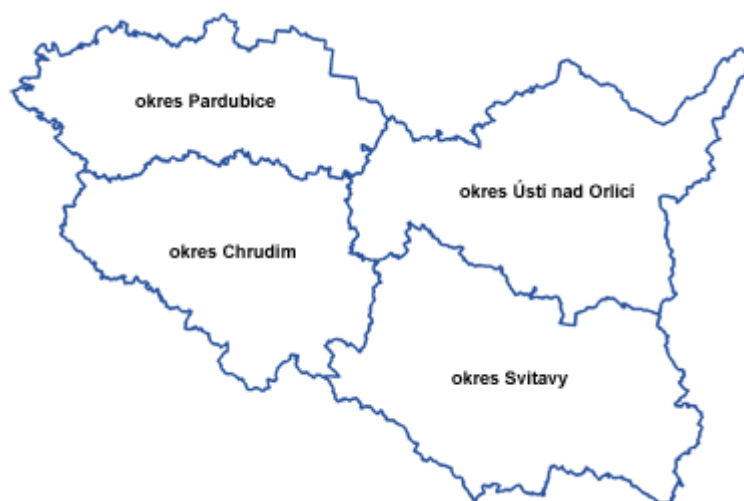 okres Pardubice
okres Ústí nad Orlicí
okres Chrudim
okres Svitavy